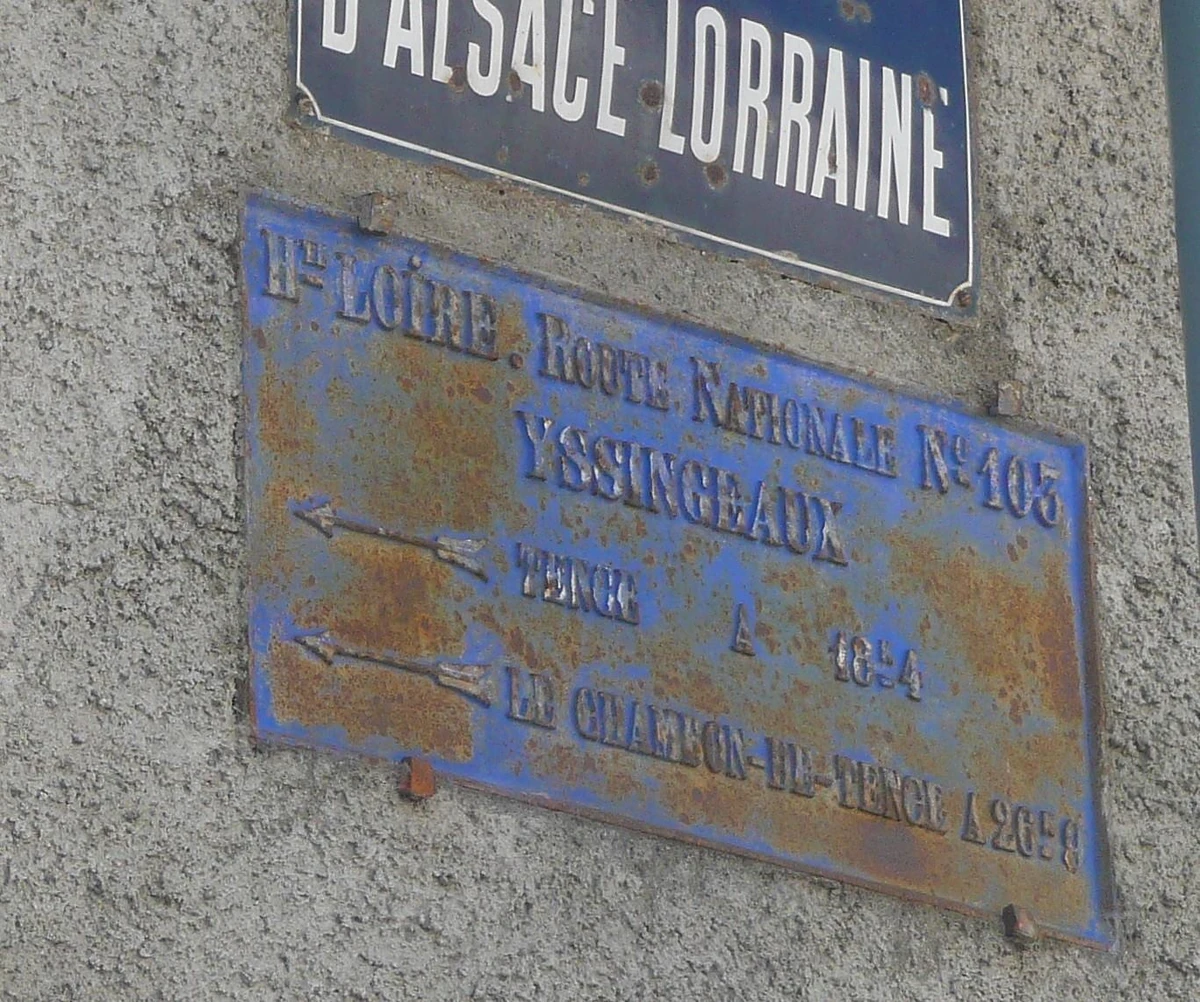 D'ALSACE LORRAINE
Hte LOIRE. ROUTE NATIONALE No 103
YSSINGEAUX
TENCE A 18k4
LE CHAMBON-DE-TENCE A 26k8